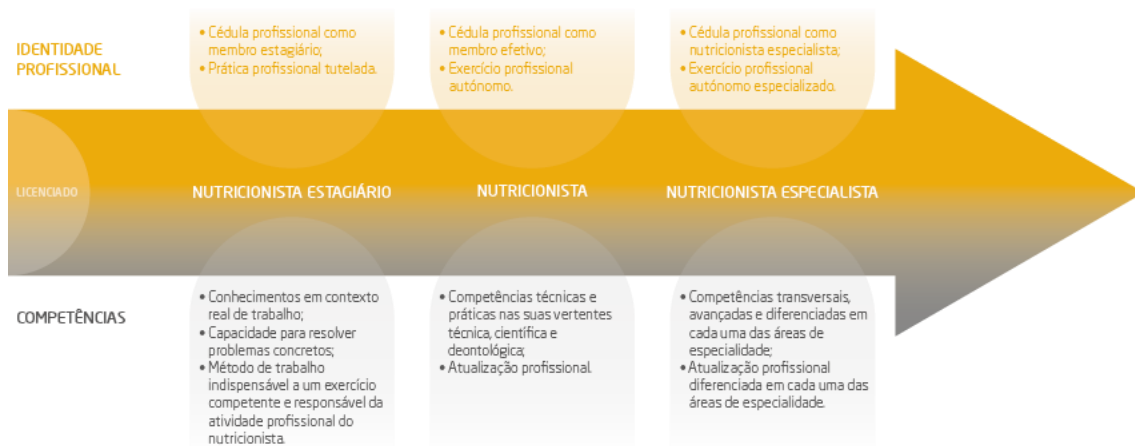 IDENTIDADE
PROFISSIONAL
• Cédula profissional como
membro estagiário;
• Prática profissional tutelada.
• Cédula profissional como
membro efetivo;
• Exercício profissional
autónomo.
• Cédula profissional como
nutricionista especialista;
• Exercício profissional
autónomo especializado.
LICENCIADO
NUTRICIONISTA ESTAGIÁRIO
NUTRICIONISTA
NUTRICIONISTA ESPECIALISTA
COMPETÊNCIAS
• Conhecimentos em contexto
real de trabalho;
• Capacidade para resolver
problemas concretos;
• Método de trabalho
indispensável a um exercício
competente e responsável da
atividade profissional do
nutricionista.
• Competências técnicas e
práticas nas suas vertentes
técnica, científica e
deontológica;
• Atualização profissional.
• Competências transversais,
avançadas e diferenciadas em
cada uma das áreas de
especialidade;
• Atualização profissional
diferenciada em cada uma das
áreas de especialidade.